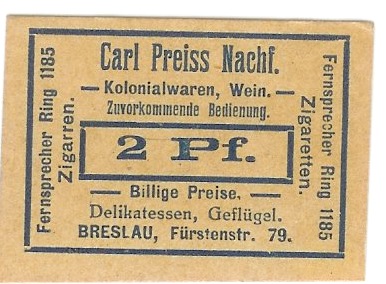 Carl Preiss Nachf.
— Kolonialwaren, Wein. —
Zuvorkommende Bedienung.
2 Pf.
— Billige Preise. —
Delikatessen, Geflügel.
BRESLAU, Fürstenstr. 79.
Fernsprecher Ring 1185
Zigarren.
Fernsprecher Ring 1185
Zigaretten.